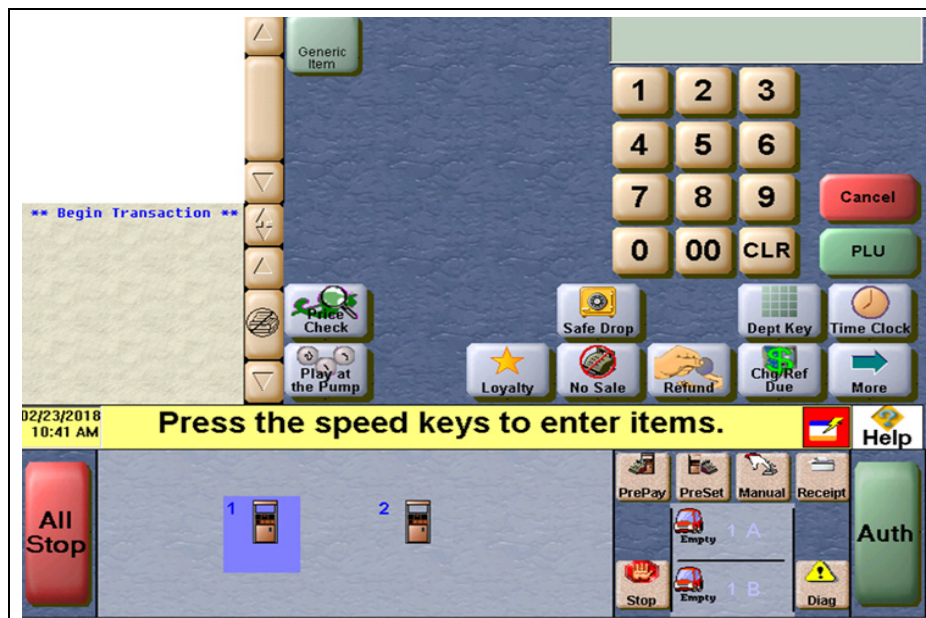 Generic
Item
1 2 3
4 5 6
7 8 9
0 00 CLR
Cancel
PLU
** Begin Transaction **
Price
Check
Safe Drop
Dept Key
Time Clock
Play at
the Pump
Loyalty
No Sale
Refund
Chg/Ref
Due
More
02/23/2018
10:41 AM
Press the speed keys to enter items.
Help
All
Stop
1
2
PrePay
PreSet
Manual
Receipt
Empty
1 A
Auth
Stop
Empty
1 B
Diag